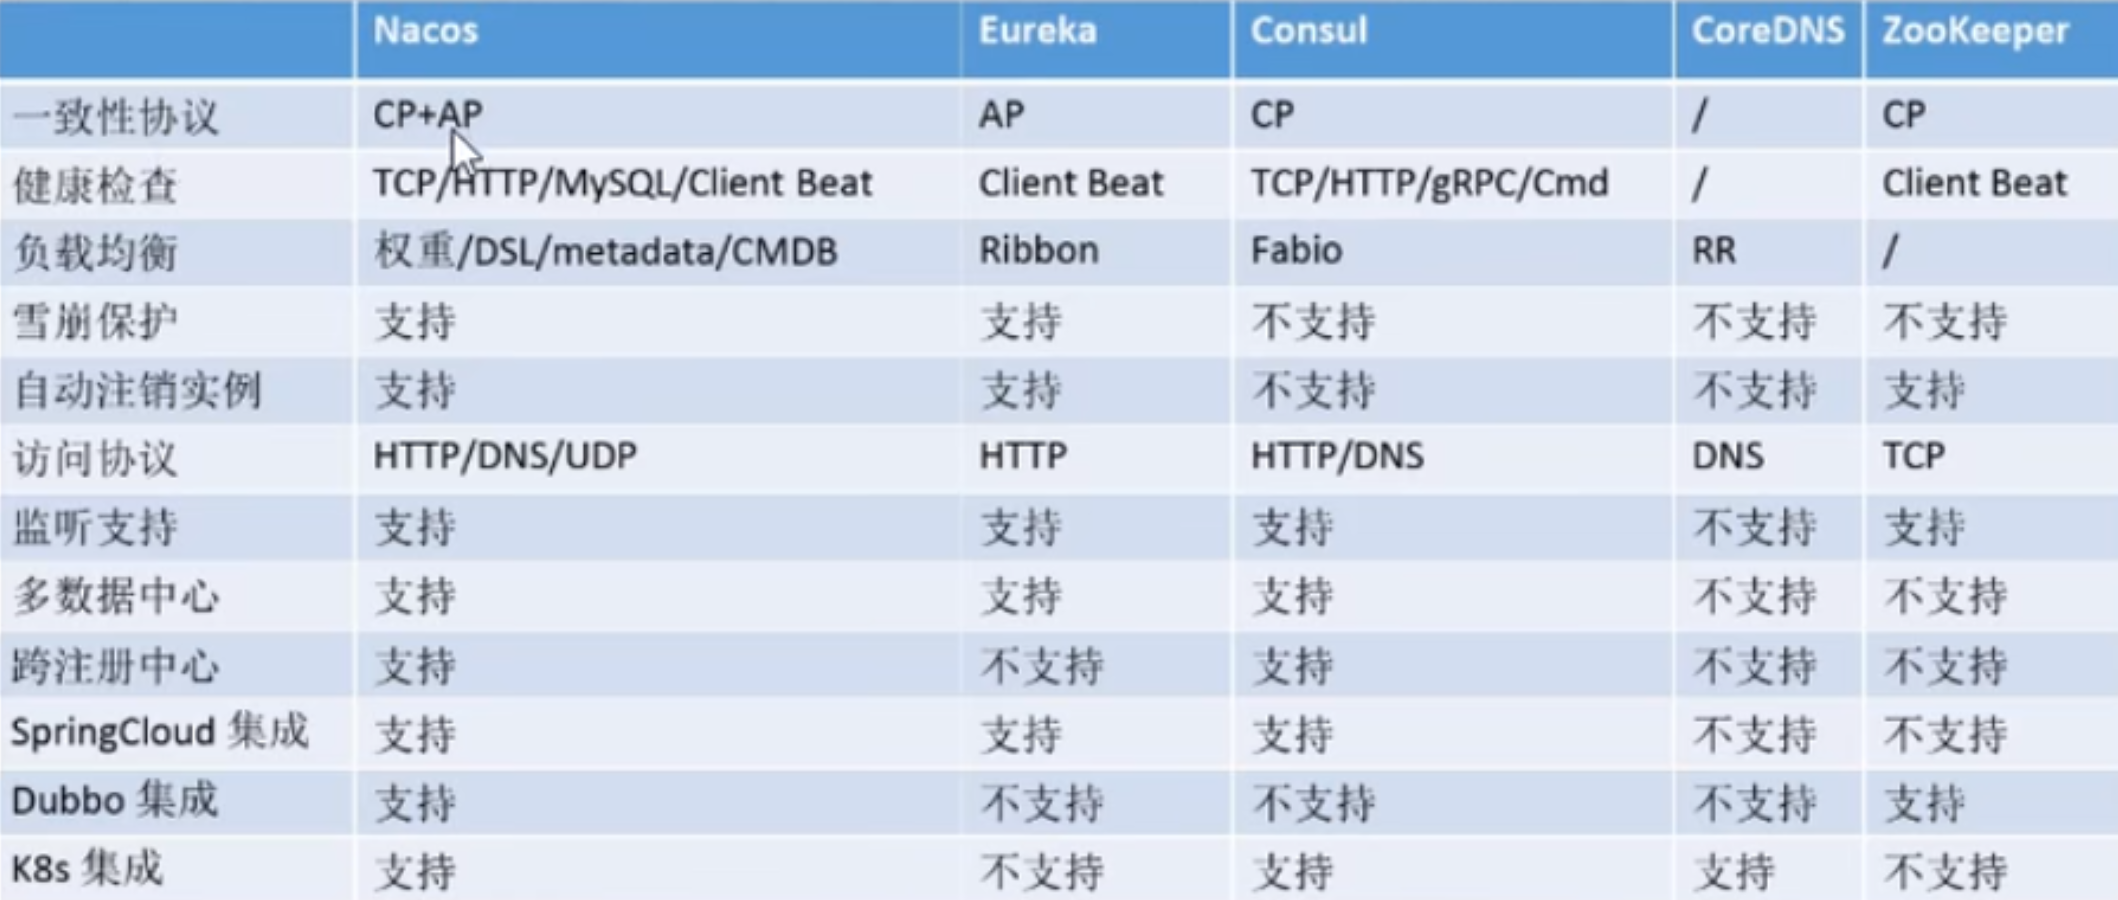 Nacos Eureka Consul CoreDNS ZooKeeper
一致性协议 CP+AP AP CP / CP
健康检查 TCP/HTTP/MySQL/Client Beat Client Beat TCP/HTTP/gRPC/Cmd / Client Beat
负载均衡 权重/DSL/metadata/CMDB Ribbon Fabio RR /
雪崩保护 支持 支持 不支持 不支持 不支持
自动注销实例 支持 支持 不支持 不支持 支持
访问协议 HTTP/DNS/UDP HTTP HTTP/DNS DNS TCP
监听支持 支持 支持 支持 不支持 支持
多数据中心 支持 支持 支持 不支持 不支持
跨注册中心 支持 不支持 支持 不支持 不支持
SpringCloud 集成 支持 支持 支持 不支持 不支持
Dubbo 集成 支持 不支持 不支持 不支持 支持
K8s 集成 支持 不支持 支持 支持 不支持